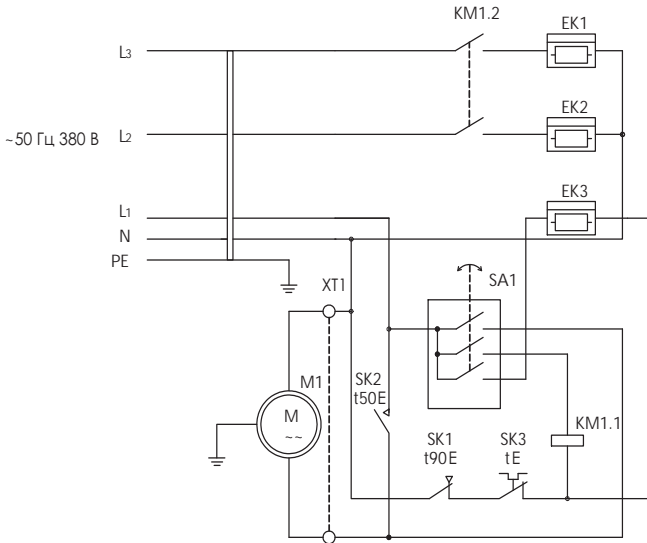 KM1.2
EK1
L3
EK2
~50 Гц 380 В
L2
EK3
L1
N
PE
XT1
SA1
M1
SK2
t50E
M
~~
SK1
t90E
SK3
tE
KM1.1